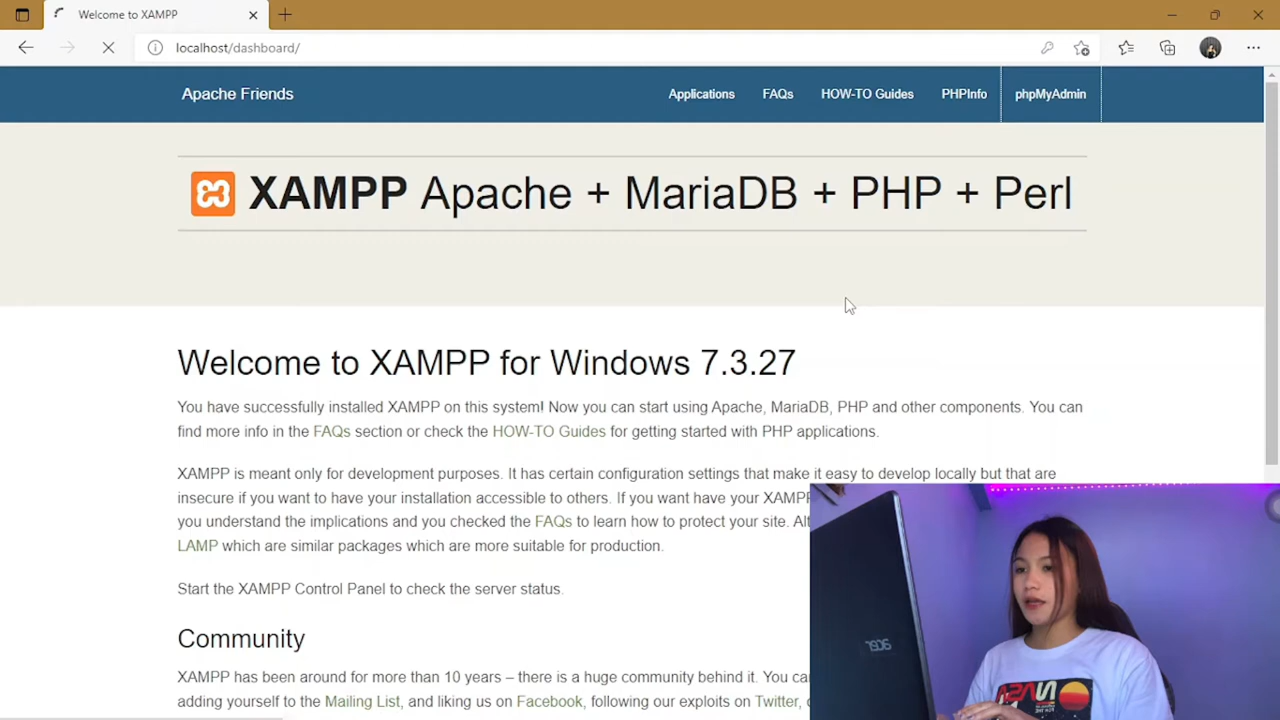 Welcome to XAMPP
localhost/dashboard/
Apache Friends
Applications
FAQs
HOW-TO Guides
PHPInfo
phpMyAdmin
XAMPP Apache + MariaDB + PHP + Perl
Welcome to XAMPP for Windows 7.3.27
You have successfully installed XAMPP on this system! Now you can start using Apache, MariaDB, PHP and other components. You can
find more info in the FAQs section or check the HOW-TO Guides for getting started with PHP applications.
XAMPP is meant only for development purposes. It has certain configuration settings that make it easy to develop locally but that are
insecure if you want to have your installation accessible to others. If you want have your XAMPP
you understand the implications and you checked the FAQs to learn how to protect your site. Alt
LAMP which are similar packages which are more suitable for production.
Start the XAMPP Control Panel to check the server status.
Community
XAMPP has been around for more than 10 years – there is a huge community behind it. You can
adding yourself to the Mailing List, and liking us on Facebook, following our exploits on Twitter,
acer
NASA